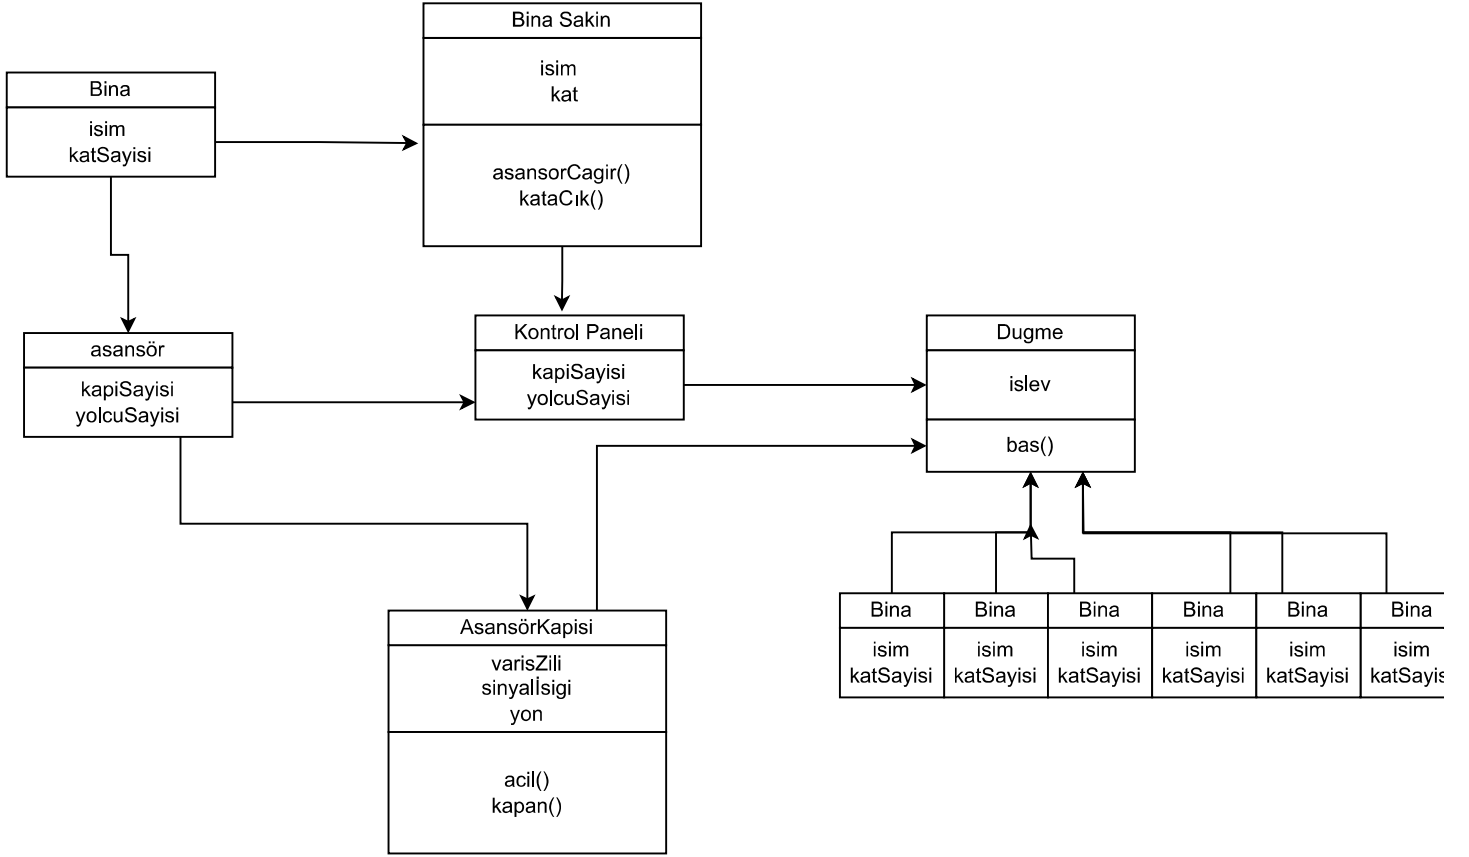 Bina Sakin
isim
kat
asansorCagir()
kataCık()
Bina
isim
katSayisi
asansör
kapiSayisi
yolcuSayisi
Kontrol Paneli
kapiSayisi
yolcuSayisi
Dugme
islev
bas()
AsansörKapisi
varisZili
sinyalİsigi
yon
acil()
kapan()
Bina
isim
katSayisi
Bina
isim
katSayisi
Bina
isim
katSayisi
Bina
isim
katSayisi
Bina
isim
katSayisi
Bina
isim
katSayis